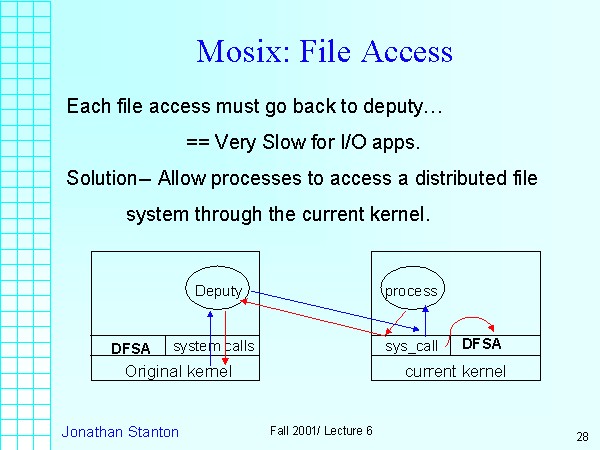 Mosix: File Access
Each file access must go back to deputy…
== Very Slow for I/O apps.
Solution– Allow processes to access a distributed file
system through the current kernel.
Deputy
process
DFSA
system calls
sys_call
DFSA
Original kernel
current kernel
Jonathan Stanton
Fall 2001/ Lecture 6
28